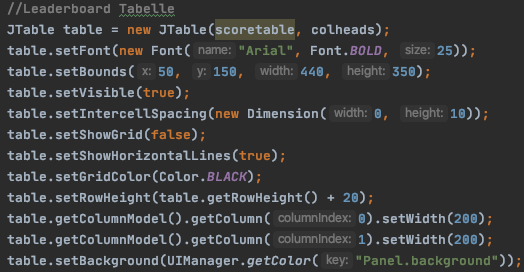 //Leaderboard Tabelle
JTable table = new JTable(scoretable, colheads);
table.setFont(new Font( name: "Arial", Font.BOLD, size: 25));
table.setBounds( x: 50, y: 150, width: 440, height: 350);
table.setVisible(true);
table.setIntercellSpacing(new Dimension( width: 0, height: 10));
table.setShowGrid(false);
table.setShowHorizontalLines(true);
table.setGridColor(Color.BLACK);
table.setRowHeight(table.getRowHeight() + 20);
table.getColumnModel().getColumn( columnIndex: 0).setWidth(200);
table.getColumnModel().getColumn( columnIndex: 1).setWidth(200);
table.setBackground(UIManager.getColor( key: "Panel.background"));